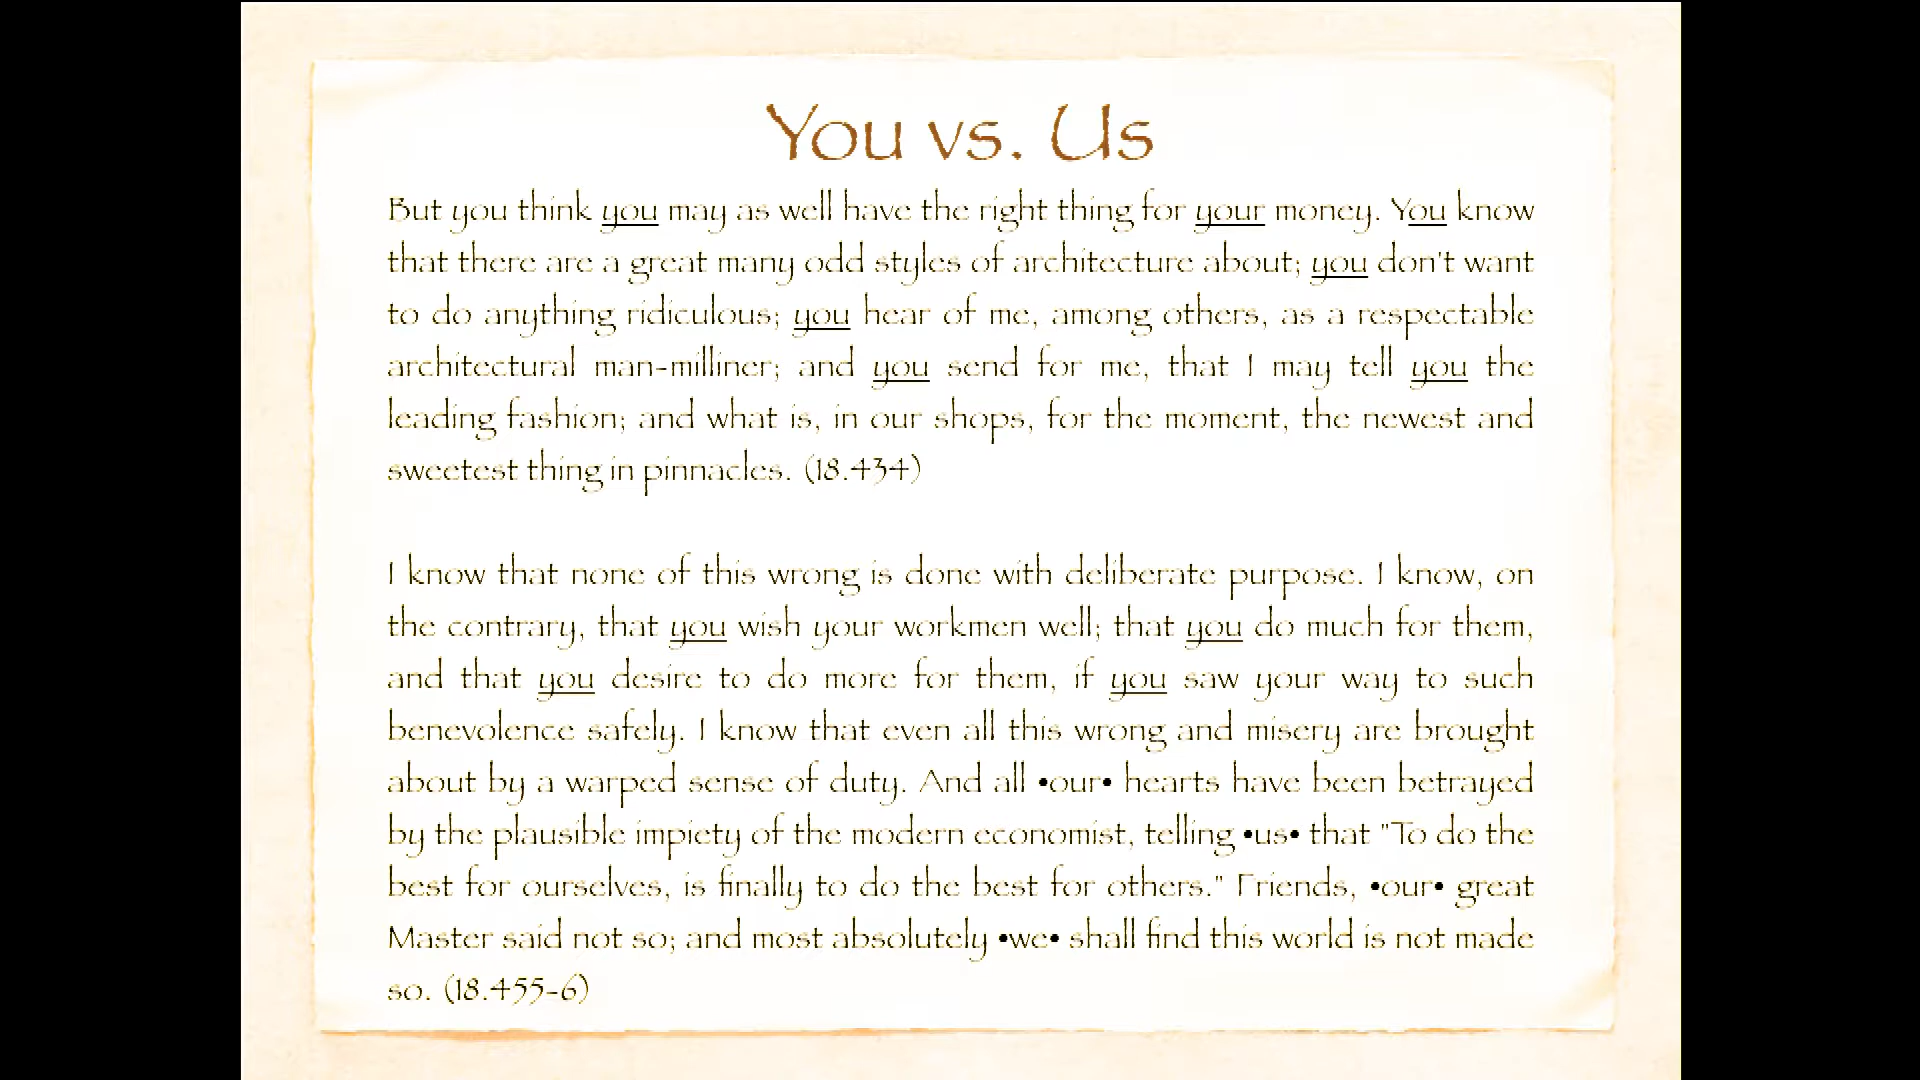 You vs. Us
But you think you may as well have the right thing for your money. You know
that there are a great many odd styles of architecture about; you don't want
to do anything ridiculous; you hear of me, among others, as a respectable
architectural man-milliner; and you send for me, that I may tell you the
leading fashion; and what is, in our shops, for the moment, the newest and
sweetest thing in pinnacles. (18.434)
I know that none of this wrong is done with deliberate purpose. I know, on
the contrary, that you wish your workmen well; that you do much for them,
and that you desire to do more for them, if you saw your way to such
benevolence safely. I know that even all this wrong and misery are brought
about by a warped sense of duty. And all •our• hearts have been betrayed
by the plausible impiety of the modern economist, telling •us• that "To do the
best for ourselves, is finally to do the best for others." Friends, •our• great
Master said not so; and most absolutely •we• shall find this world is not made
so. (18.455-6)